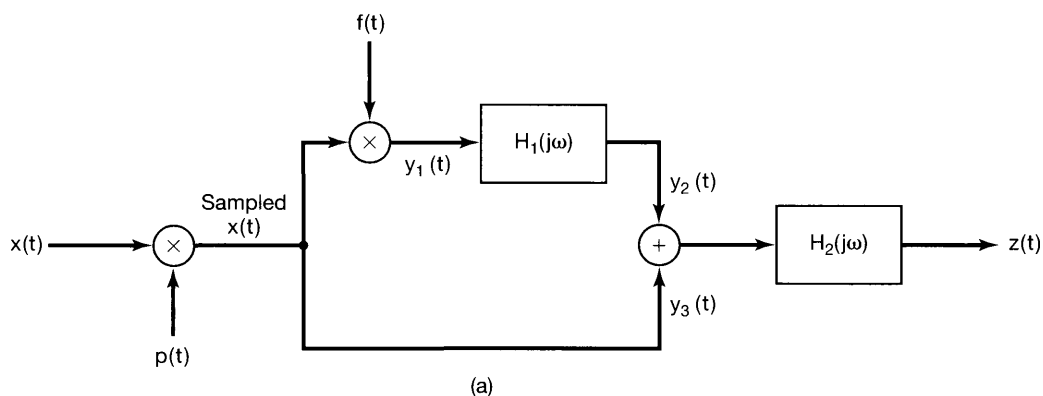 f(t)
×
y₁ (t)
H₁(jω)
y₂ (t)
Sampled
x(t)
x(t)
×
+
H₂(jω)
z(t)
y₃ (t)
p(t)
(a)